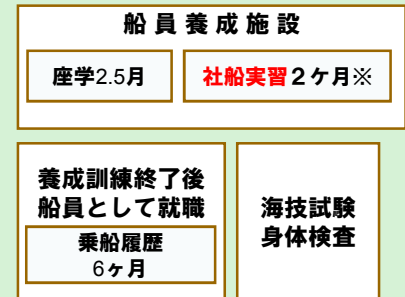 船員養成施設
座学2.5月
社船実習２ケ月※
養成訓練終了後
船員として就職
乗船履歴
6ヶ月
海技試験
身体検査